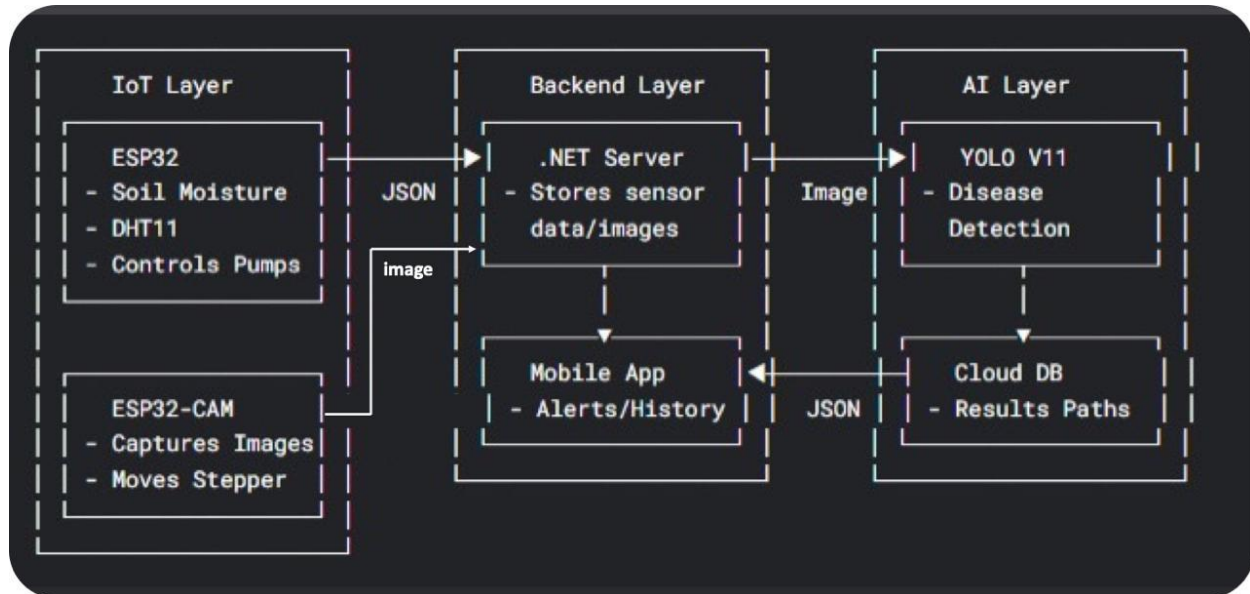 IoT Layer
ESP32
- Soil Moisture
- DHT11
- Controls Pumps
ESP32-CAM
- Captures Images
- Moves Stepper
JSON
image
Backend Layer
.NET Server
- Stores sensor
data/images
Mobile App
- Alerts/History
Image
JSON
AI Layer
YOLO V11
- Disease
Detection
Cloud DB
- Results Paths